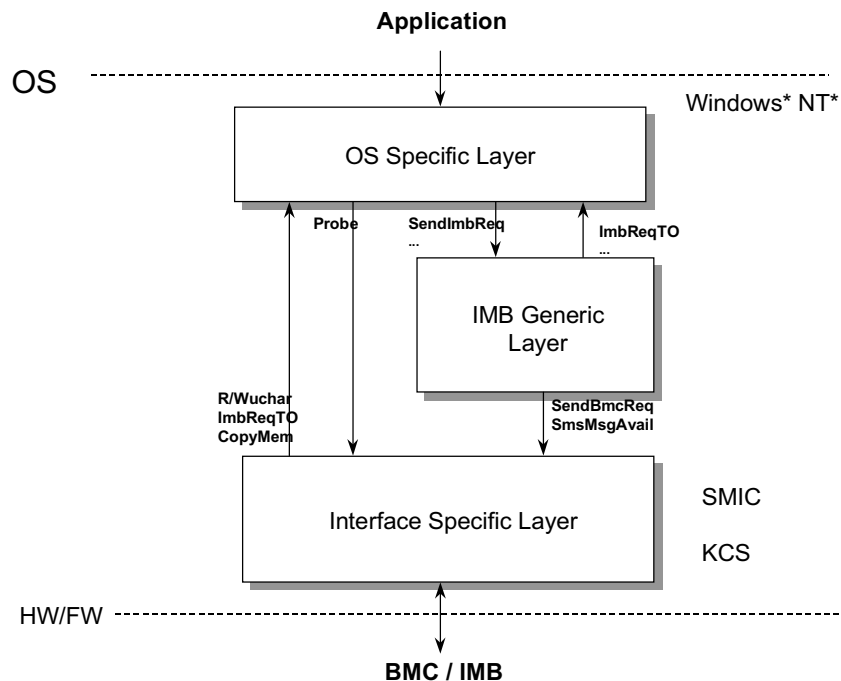 Application
OS
Windows* NT*
OS Specific Layer
Probe
SendImbReq
...
ImbReqTO
...
IMB Generic
Layer
R/Wuchar
ImbReqTO
CopyMem
SendBmcReq
SmsMsgAvail
Interface Specific Layer
SMIC
KCS
HW/FW
BMC / IMB